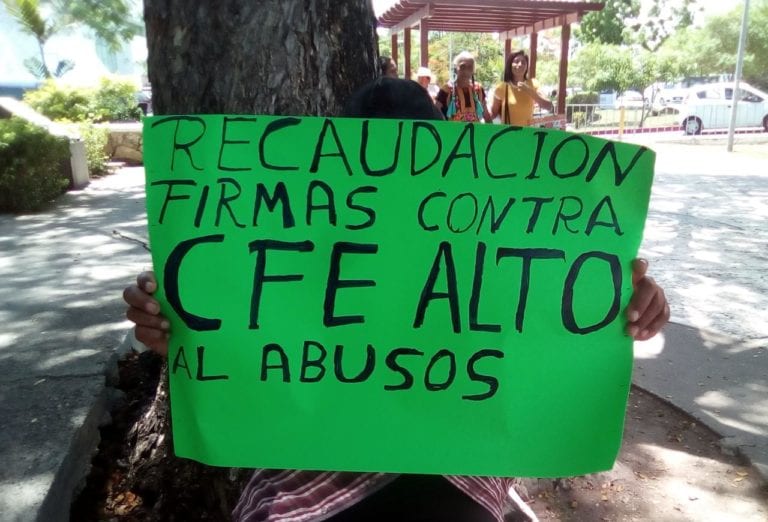 RECAUDACION
FIRMAS CONTRA
CFE ALTO
AL ABUSOS